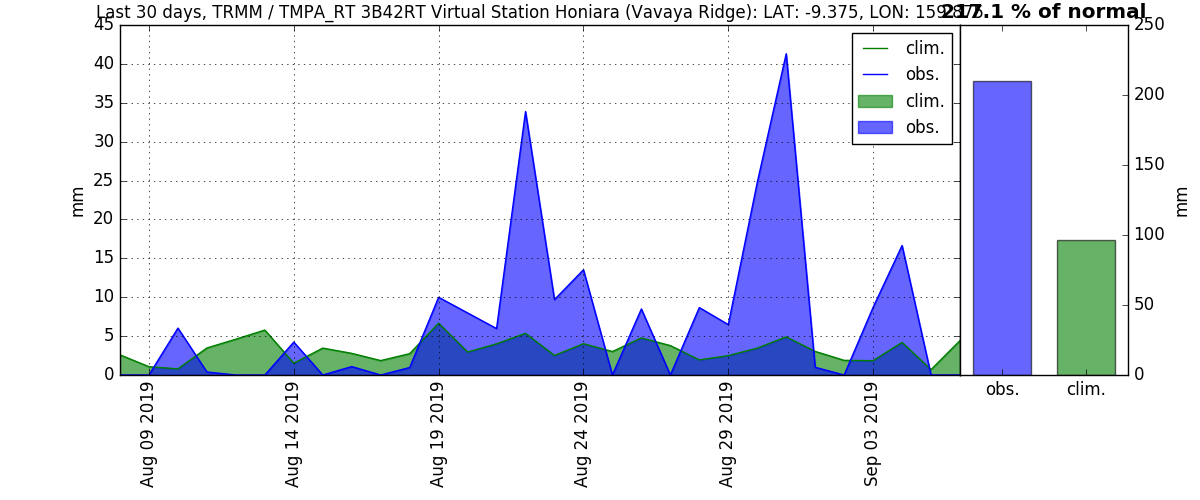 Last 30 days, TRMM / TMPA_RT 3B42RT Virtual Station Honiara (Vavaya Ridge): LAT: -9.375, LON:
217.1 % of normal
45
40
35
30
25
20
15
10
5
0
mm
clim.
obs.
clim.
obs.
Aug 09 2019
Aug 14 2019
Aug 19 2019
Aug 24 2019
Aug 29 2019
Sep 03 2019
250
200
150
100
50
0
mm
obs.
clim.